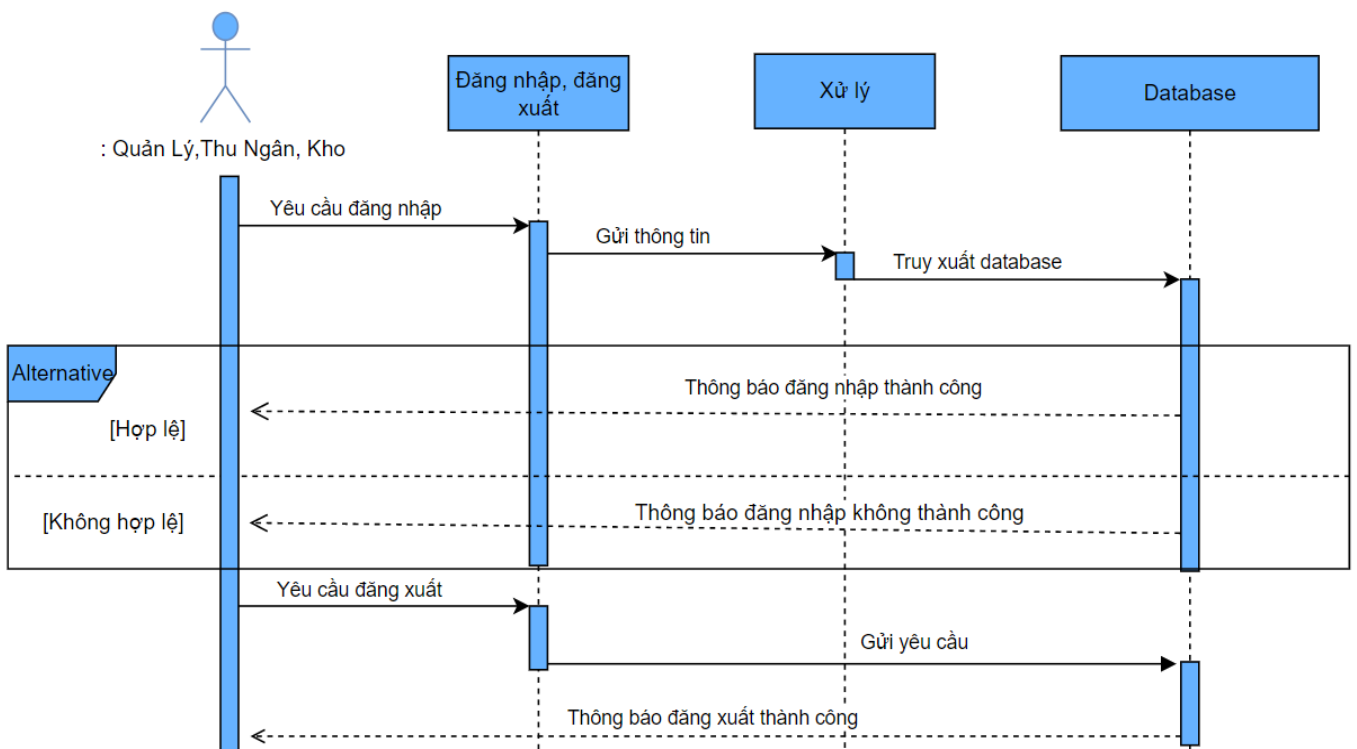 Đăng nhập, đăng
xuất
Xử lý
Database
: Quản Lý,Thu Ngân, Kho
Yêu cầu đăng nhập
Gửi thông tin
Truy xuất database
Alternative
Thông báo đăng nhập thành công
[Hợp lệ]
Thông báo đăng nhập không thành công
[Không hợp lệ]
Yêu cầu đăng xuất
Gửi yêu cầu
Thông báo đăng xuất thành công